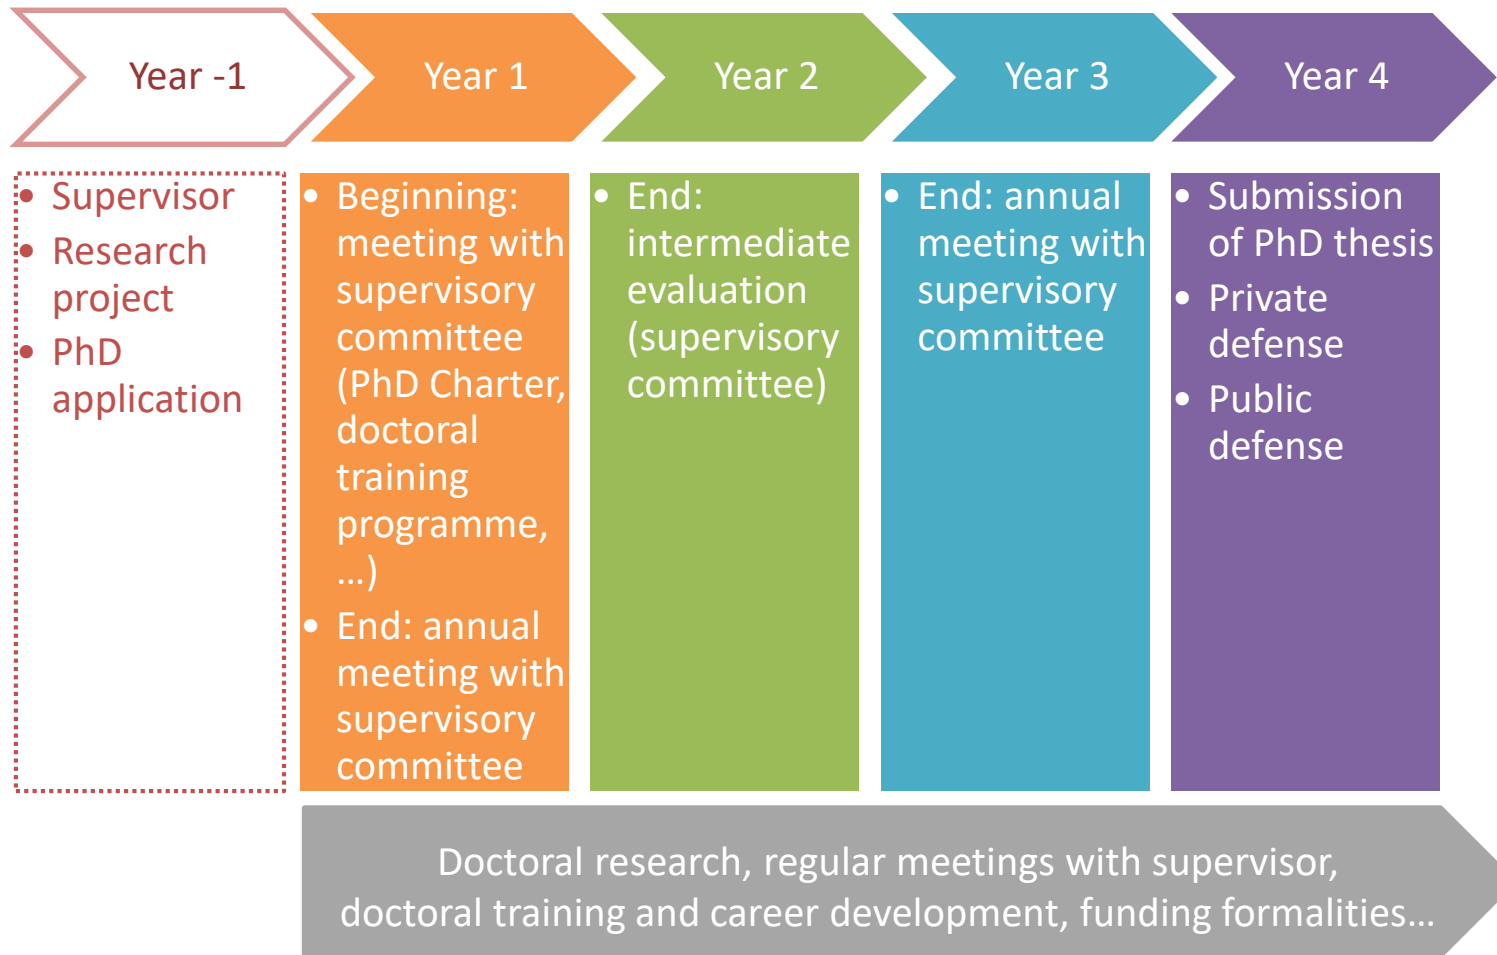 Year -1
Year 1
Year 2
Year 3
Year 4
• Supervisor
• Research
project
• PhD
application
• Beginning:
meeting with
supervisory
committee
(PhD Charter,
doctoral
training
programme,
…)
• End: annual
meeting with
supervisory
committee
• End:
intermediate
evaluation
(supervisory
committee)
• End: annual
meeting with
supervisory
committee
• Submission
of PhD thesis
• Private
defense
• Public
defense
Doctoral research, regular meetings with supervisor,
doctoral training and career development, funding formalities…